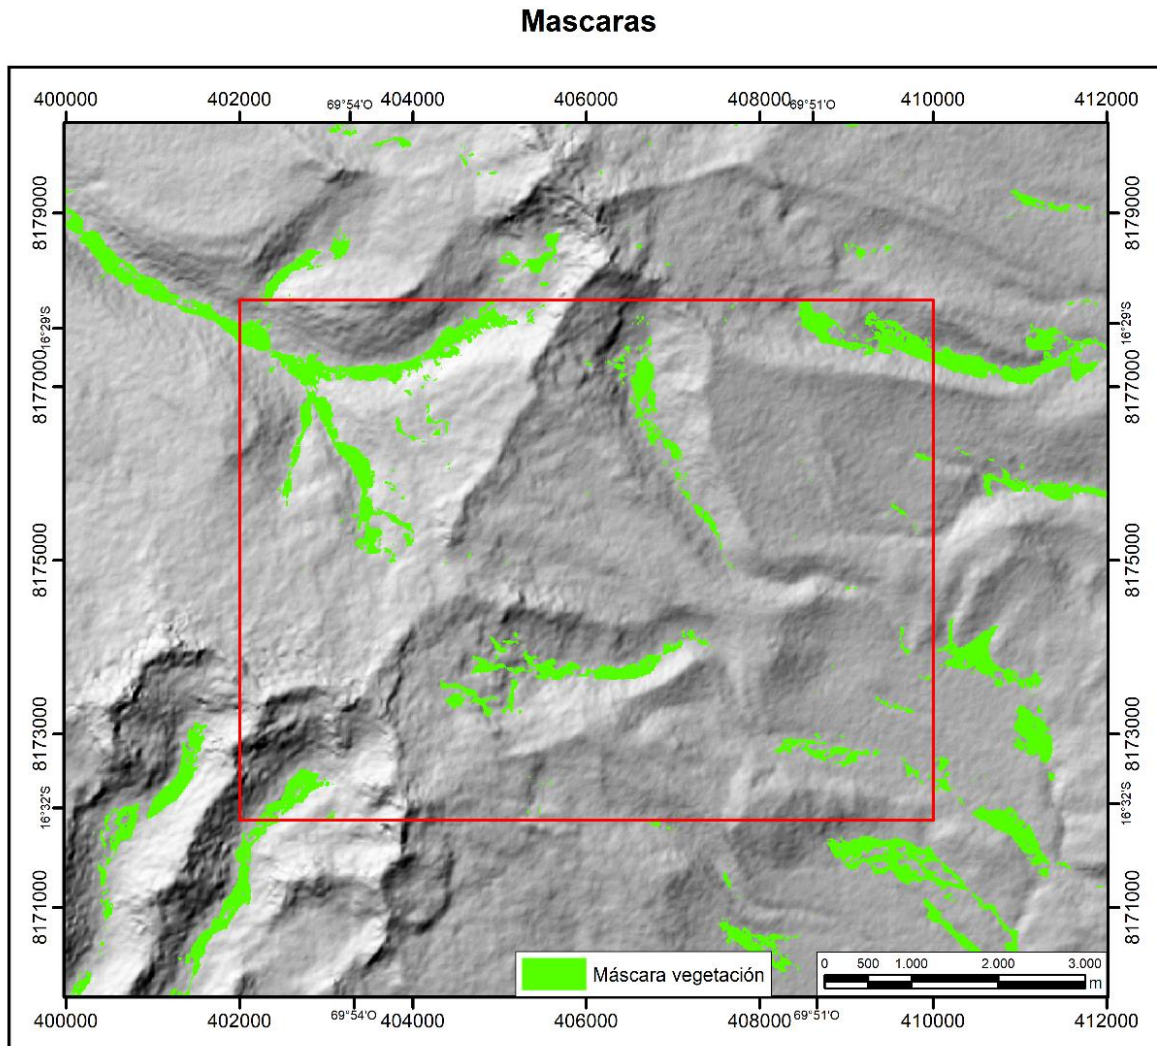 Mascaras
400000 402000 69°54'O 404000 406000 408000 69°51'O 410000 412000
8179000 8179000
16°29'S 16°29'S
8177000 8177000
8175000 8175000
8173000 8173000
16°32'S 16°32'S
8171000 8171000
Máscara vegetación
0 500 1.000 2.000 3.000
m
400000 402000 69°54'O 404000 406000 408000 69°51'O 410000 412000